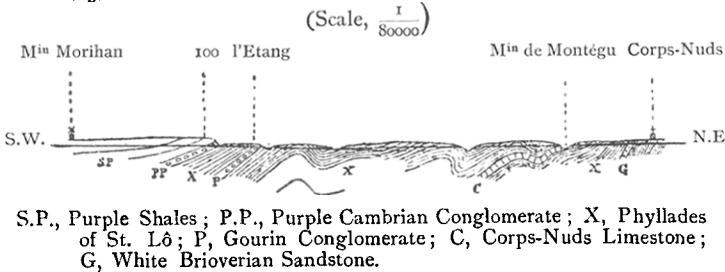 (Scale, 1/80000)
Min Morihan 100 l'Etang Min de Montégu Corps-Nuds
S.W. N.E
SP PP X P X C X G
S.P., Purple Shales; P.P., Purple Cambrian Conglomerate; X, Phyllades
of St. Lô; P, Gourin Conglomerate; C, Corps-Nuds Limestone;
G, White Brioverian Sandstone.